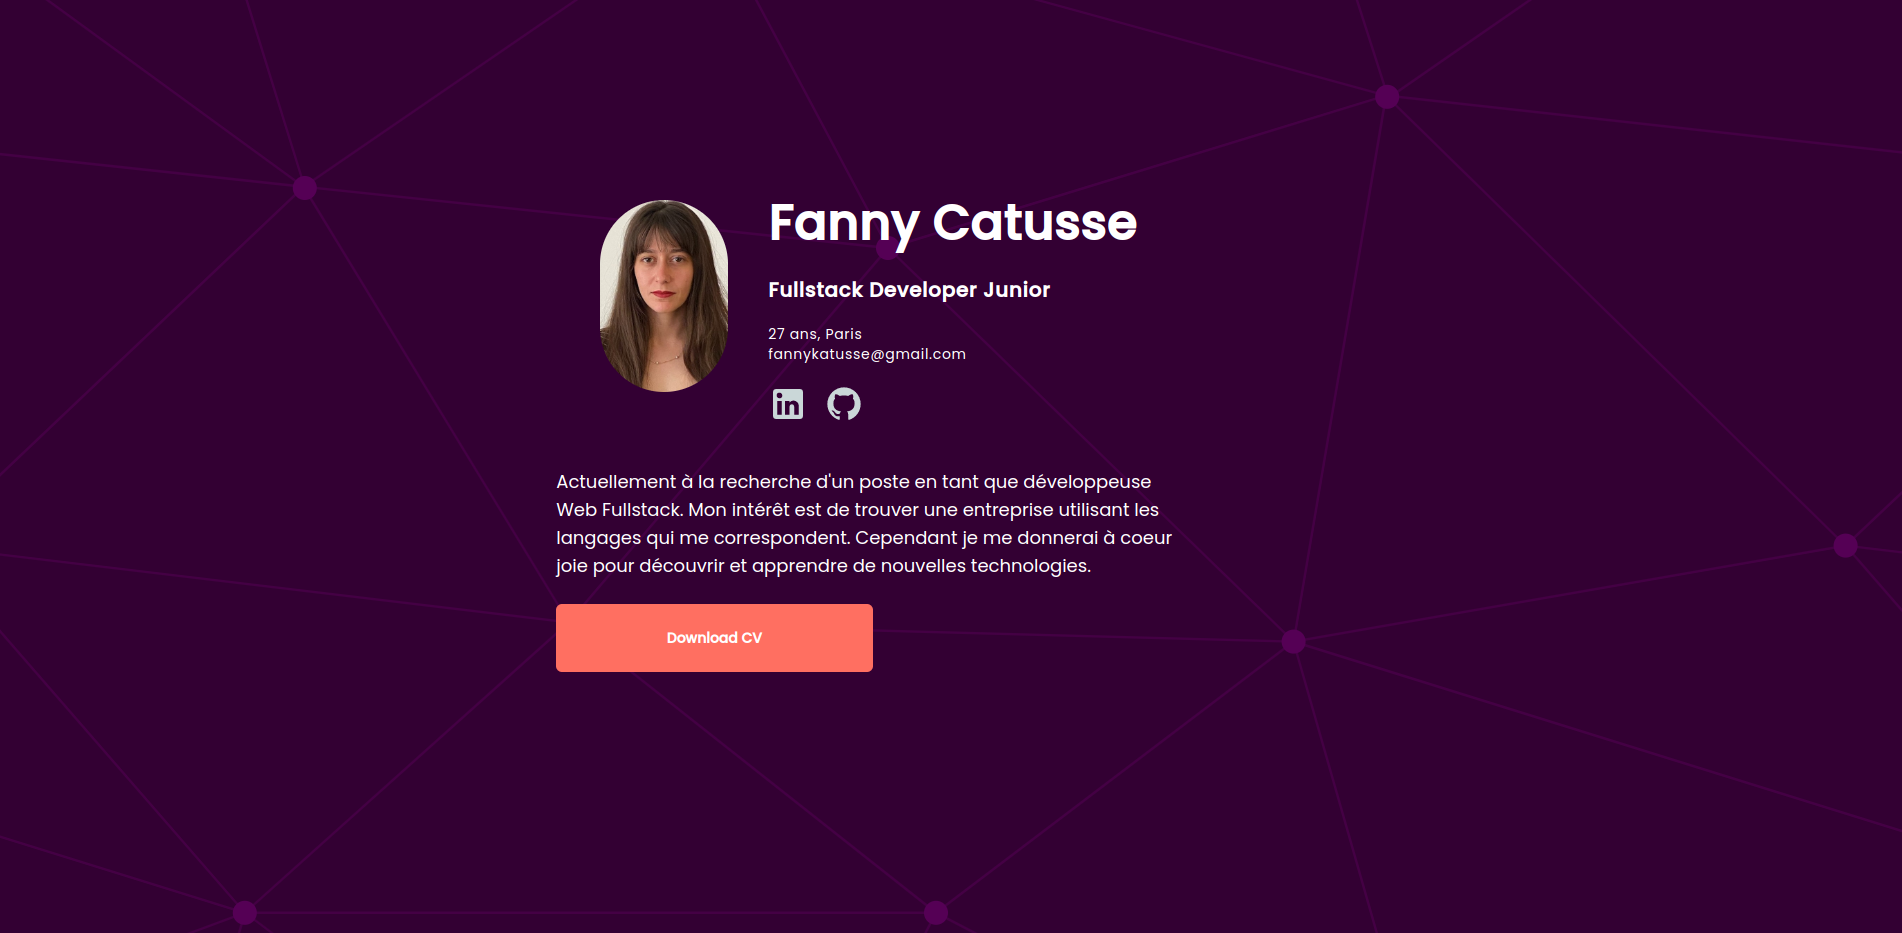 Fanny Catusse
Fullstack Developer Junior
27 ans, Paris
fannykatusse@gmail.com
in
Actuellement à la recherche d'un poste en tant que développeuse
Web Fullstack. Mon intérêt est de trouver une entreprise utilisant les
langages qui me correspondent. Cependant je me donnerai à coeur
joie pour découvrir et apprendre de nouvelles technologies.
Download CV